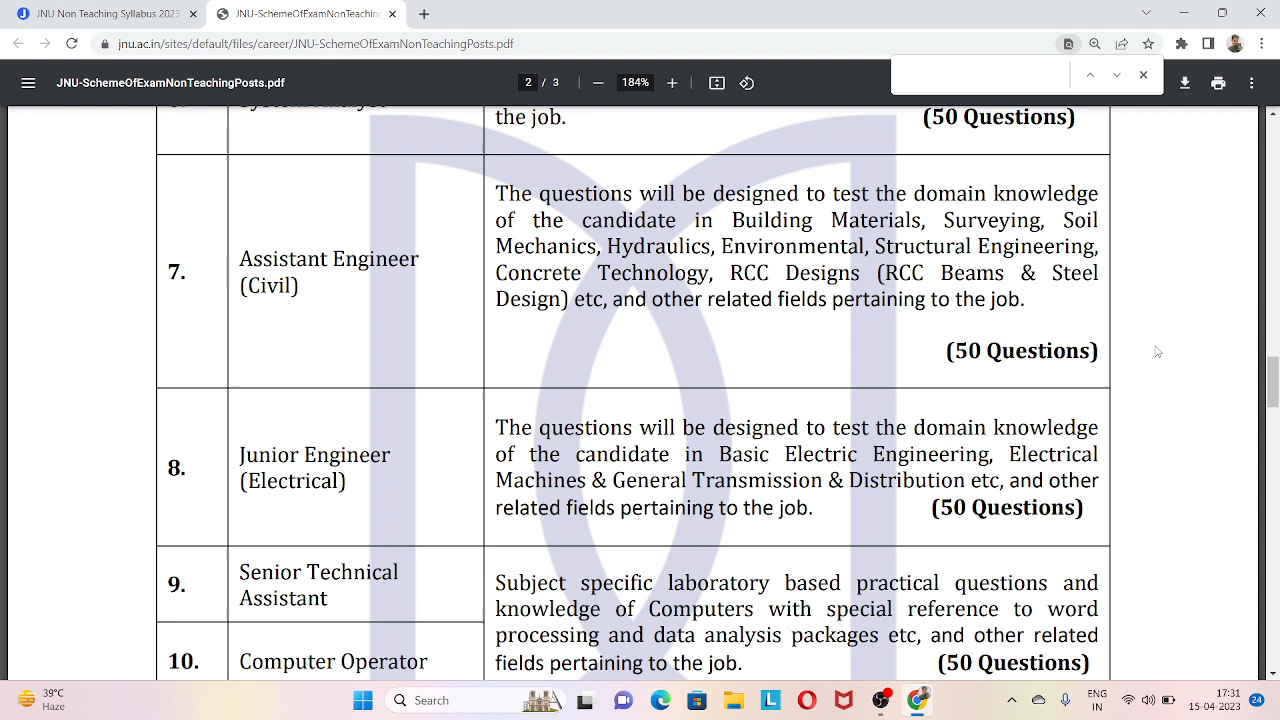 JNU Non Teaching Syllabus 2023
JNU-SchemeOfExamNonTeaching
jnu.ac.in/sites/default/files/career/JNU-SchemeOfExamNonTeachingPosts.pdf
JNU-SchemeOfExamNonTeachingPosts.pdf
2 / 3
184%
the job. (50 Questions)
7.
Assistant Engineer
(Civil)
The questions will be designed to test the domain knowledge
of the candidate in Building Materials, Surveying, Soil
Mechanics, Hydraulics, Environmental, Structural Engineering,
Concrete Technology, RCC Designs (RCC Beams & Steel
Design) etc, and other related fields pertaining to the job.
(50 Questions)
8.
Junior Engineer
(Electrical)
The questions will be designed to test the domain knowledge
of the candidate in Basic Electric Engineering, Electrical
Machines & General Transmission & Distribution etc, and other
related fields pertaining to the job. (50 Questions)
9.
Senior Technical
Assistant
10.
Computer Operator
Subject specific laboratory based practical questions and
knowledge of Computers with special reference to word
processing and data analysis packages etc, and other related
fields pertaining to the job. (50 Questions)
39°C
Haze
Search
ENG
IN
17:31
15-04-2023
24